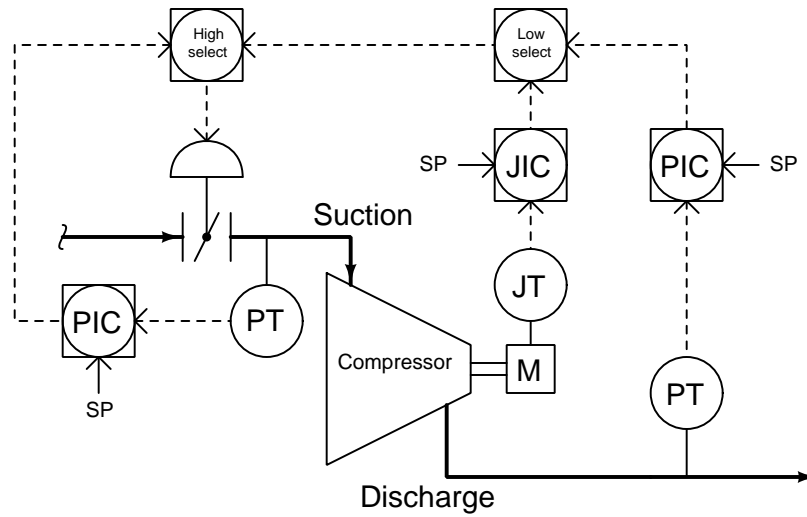 High
select
Low
select
SP
JIC
PIC
SP
Suction
JT
PIC
PT
Compressor
M
SP
PT
Discharge